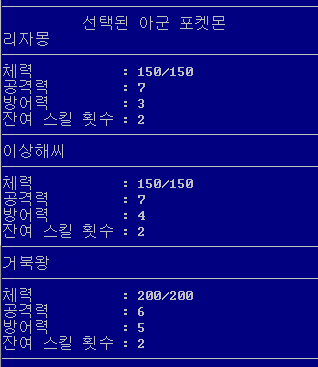 선택된 아군 포켓몬
리자몽
체력 : 150/150
공격력 : 7
방어력 : 3
잔여 스킬 횟수 : 2
이상해씨
체력 : 150/150
공격력 : 7
방어력 : 4
잔여 스킬 횟수 : 2
거북왕
체력 : 200/200
공격력 : 6
방어력 : 5
잔여 스킬 횟수 : 2